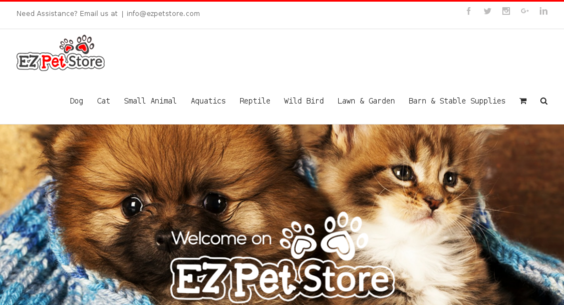 Need Assistance? Email us at | info@ezpetstore.com
EZ Pet Store
Dog Cat Small Animal Aquatics Reptile Wild Bird Lawn & Garden Barn & Stable Supplies
Welcome on
EZ Pet Store